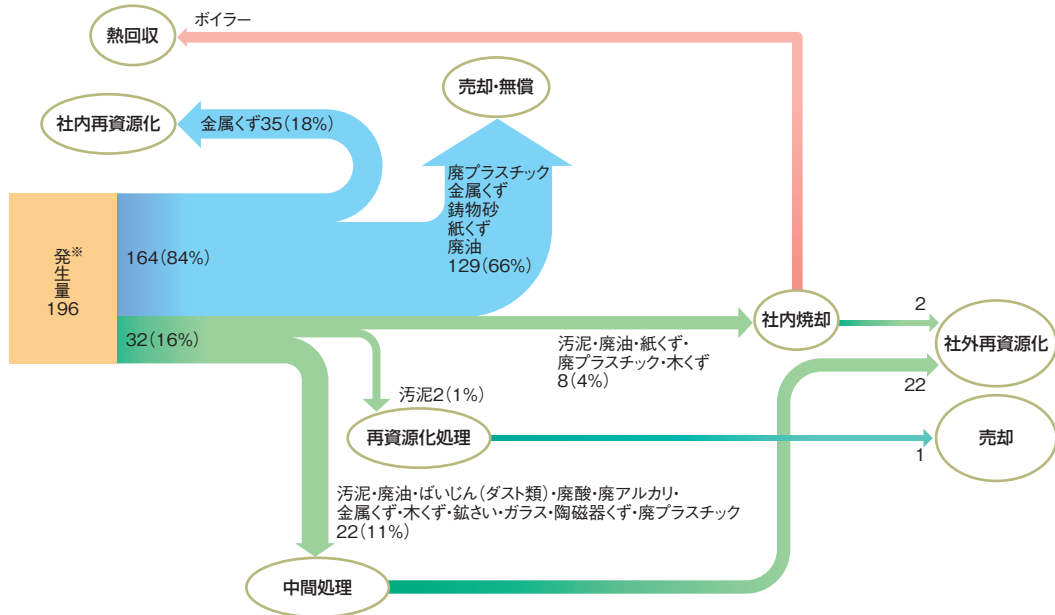 ボイラー
熱回収
売却・無償
社内再資源化
金属くず35(18%)
廃プラスチック
金属くず
鋳物砂
紙くず
廃油
129(66%)
発生量※
196
164(84%)
32(16%)
社内焼却
2
社外再資源化
22
汚泥・廃油・紙くず・
廃プラスチック・木くず
8(4%)
汚泥2(1%)
再資源化処理
売却
1
汚泥・廃油・ばいじん(ダスト類)・廃酸・廃アルカリ・
金属くず・木くず・鉱さい・ガラス・陶磁器くず・廃プラスチック
22(11%)
中間処理